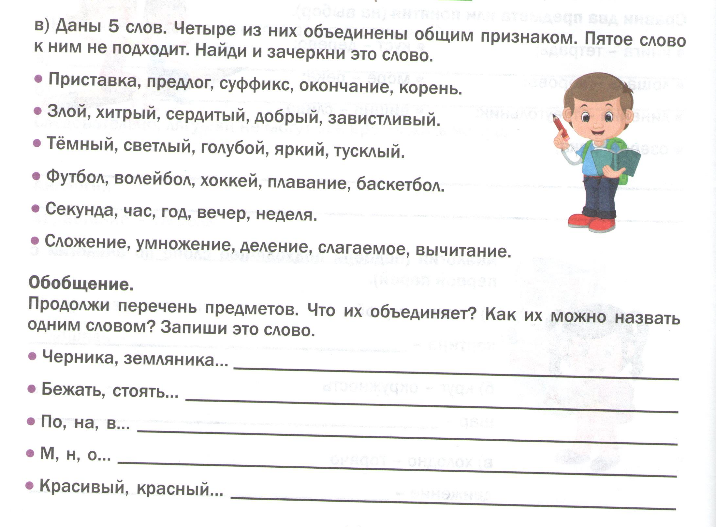 в) Даны 5 слов. Четыре из них объединены общим признаком. Пятое слово
к ним не подходит. Найди и зачеркни это слово.
• Приставка, предлог, суффикс, окончание, корень.
• Злой, хитрый, сердитый, добрый, завистливый.
• Тёмный, светлый, голубой, яркий, тусклый.
• Футбол, волейбол, хоккей, плавание, баскетбол.
• Секунда, час, год, вечер, неделя.
• Сложение, умножение, деление, слагаемое, вычитание.
Обобщение.
Продолжи перечень предметов. Что их объединяет? Как их можно назвать
одним словом? Запиши это слово.
• Черника, земляника...
• Бежать, стоять...
• По, на, в...
• М, н, о...
• Красивый, красный...